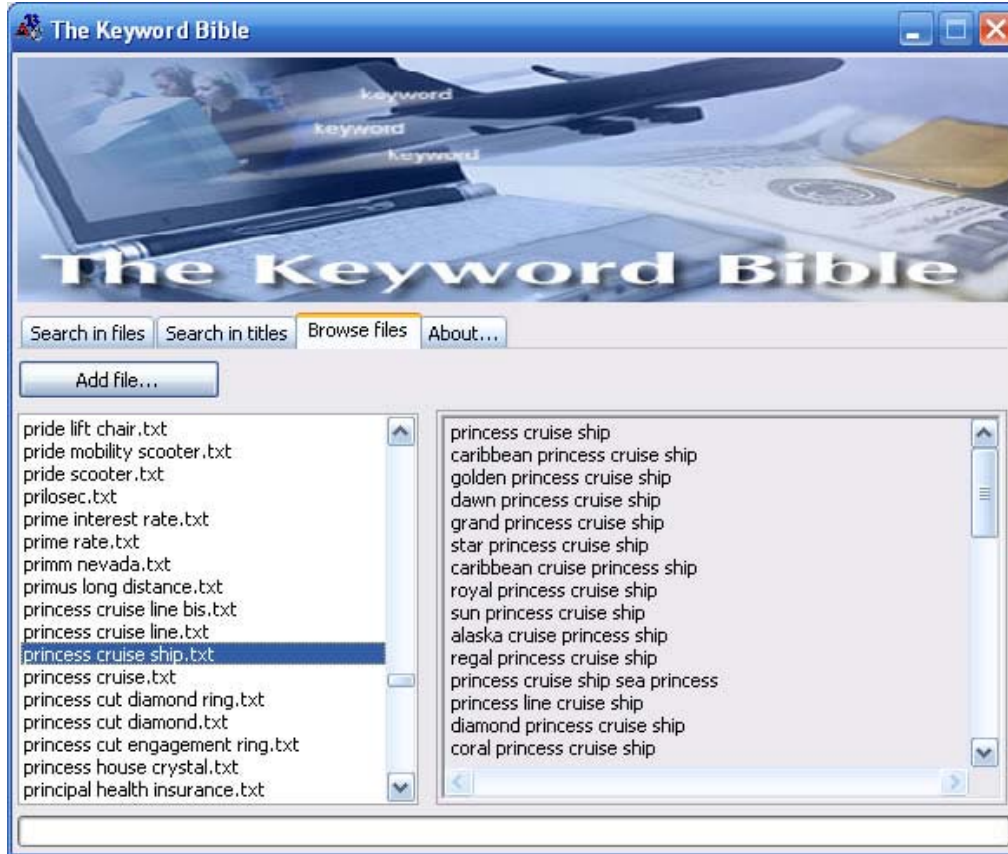 The Keyword Bible
keyword
keyword
keyword
The Keyword Bible
Search in files
Search in titles
Browse files
About...
Add file...
pride lift chair.txt
pride mobility scooter.txt
pride scooter.txt
prilosec.txt
prime interest rate.txt
prime rate.txt
primm nevada.txt
primus long distance.txt
princess cruise line bis.txt
princess cruise line.txt
princess cruise ship.txt
princess cruise.txt
princess cut diamond ring.txt
princess cut diamond.txt
princess cut engagement ring.txt
princess house crystal.txt
principal health insurance.txt
princess cruise ship
caribbean princess cruise ship
golden princess cruise ship
dawn princess cruise ship
grand princess cruise ship
star princess cruise ship
caribbean cruise princess ship
royal princess cruise ship
sun princess cruise ship
alaska cruise princess ship
regal princess cruise ship
princess cruise ship sea princess
princess line cruise ship
diamond princess cruise ship
coral princess cruise ship